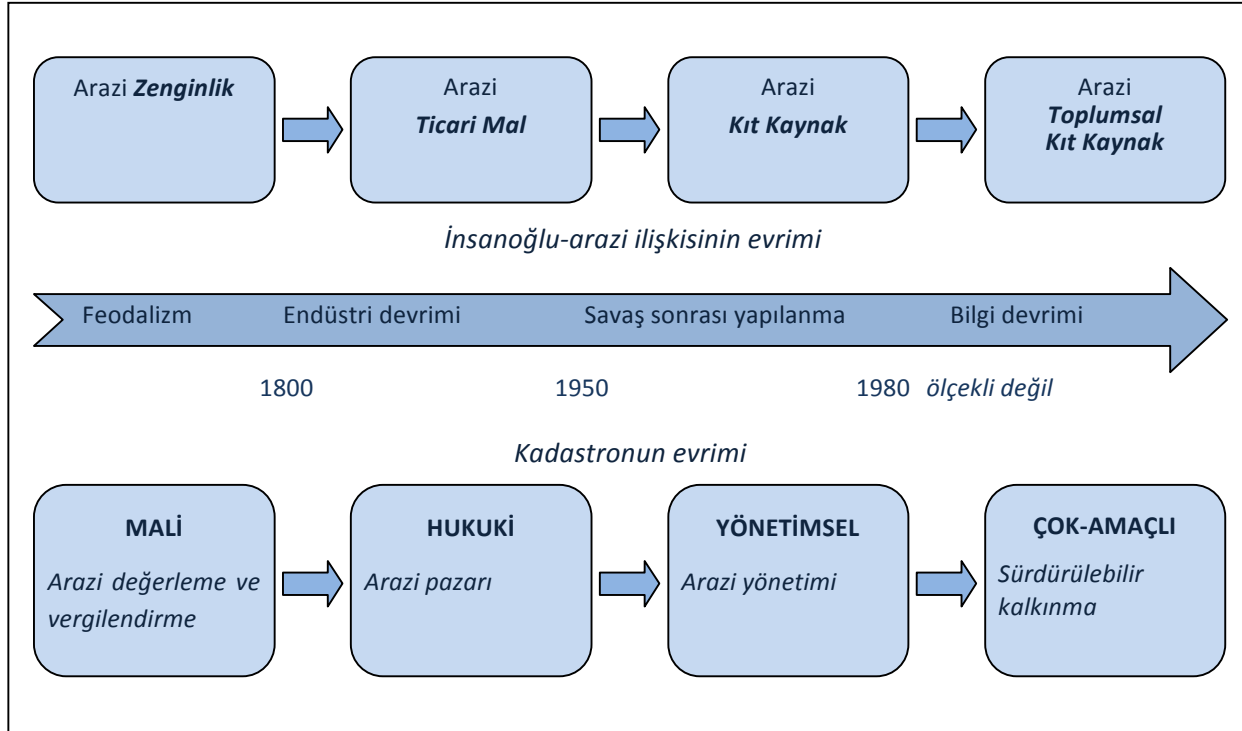 Arazi Zenginlik
Arazi
Ticari Mal
Arazi
Kıt Kaynak
Arazi
Toplumsal
Kıt Kaynak
İnsanoğlu-arazi ilişkisinin evrimi
Feodalizm
Endüstri devrimi
Savaş sonrası yapılanma
Bilgi devrimi
1800
1950
1980 ölçekli değil
Kadastronun evrimi
MALİ
Arazi değerleme ve
vergilendirme
HUKUKİ
Arazi pazarı
YÖNETİMSEL
Arazi yönetimi
ÇOK-AMAÇLI
Sürdürülebilir
kalkınma